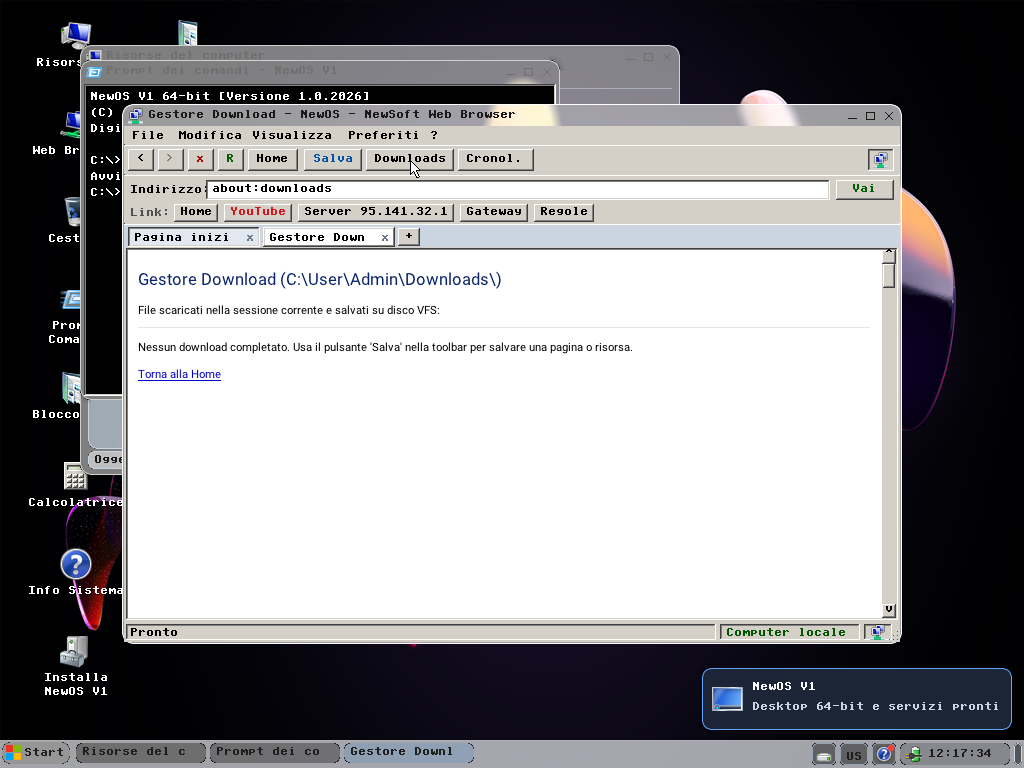 Risorse del computer
Prompt dei comandi - NewOS V1
NewOS V1 64-bit [Versione 1.0.2026]
(C)
Digi
C:\>
Avvi
C:\>
Gestore Download - NewOS - NewSoft Web Browser
File Modifica Visualizza Preferiti ?
< > x R Home Salva Downloads Cronol.
Indirizzo: about:downloads Vai
Link: Home YouTube Server 95.141.32.1 Gateway Regole
Pagina inizi x Gestore Down x +
Gestore Download (C:\User\Admin\Downloads\)
File scaricati nella sessione corrente e salvati su disco VFS:
Nessun download completato. Usa il pulsante 'Salva' nella toolbar per salvare una pagina o risorsa.
Torna alla Home
Pronto
Computer locale
Risors
Web Br
Cest
Pro
Coma
Blocco
Ogge
Calcolatrice
Info Sistema
Installa
NewOS V1
NewOS V1
Desktop 64-bit e servizi pronti
Start Risorse del c Prompt dei co Gestore Downl US ? 12:17:34